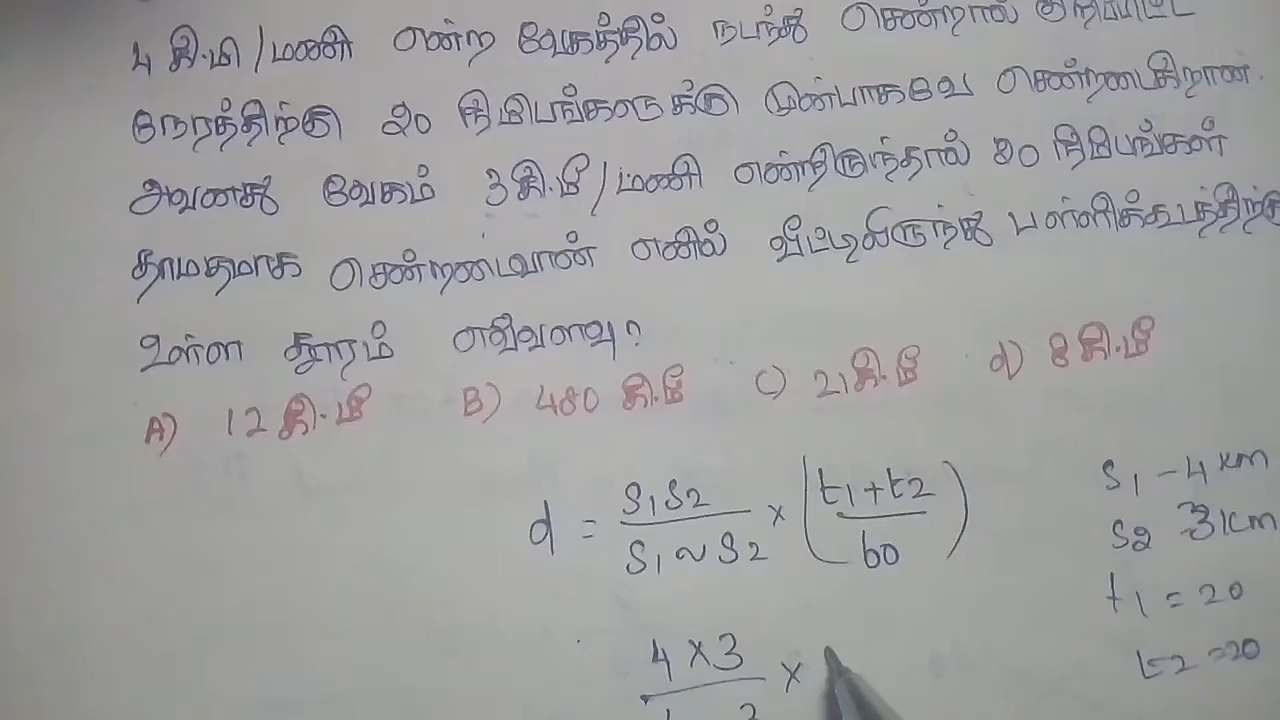 4 கி.மி / மணி என்ற வேகத்தில் நடந்து சென்றால் குறிப்பிட்ட
நேரத்திற்கு 20 நிமிடங்களுக்கு முன்பாகவே சென்றடைகிறான்.
அவனது வேகம் 3 கி.மீ / மணி என்றிருந்தால் 20 நிமிடங்கள்
தாமதமாக சென்றடைவான் எனில் வீட்டிலிருந்து பள்ளிக்கூடத்திற்கு
உள்ள தூரம் எவ்வளவு?
A) 12 கி.மீ B) 480 கி.மீ C) 21 கி.மீ d) 8 கி.மீ
d = S1S2 / S1 ~ S2 × ( t1 + t2 / 60 )
S1 - 4 km
S2 3 km
t1 = 20
t2 = 20
4 × 3 ×